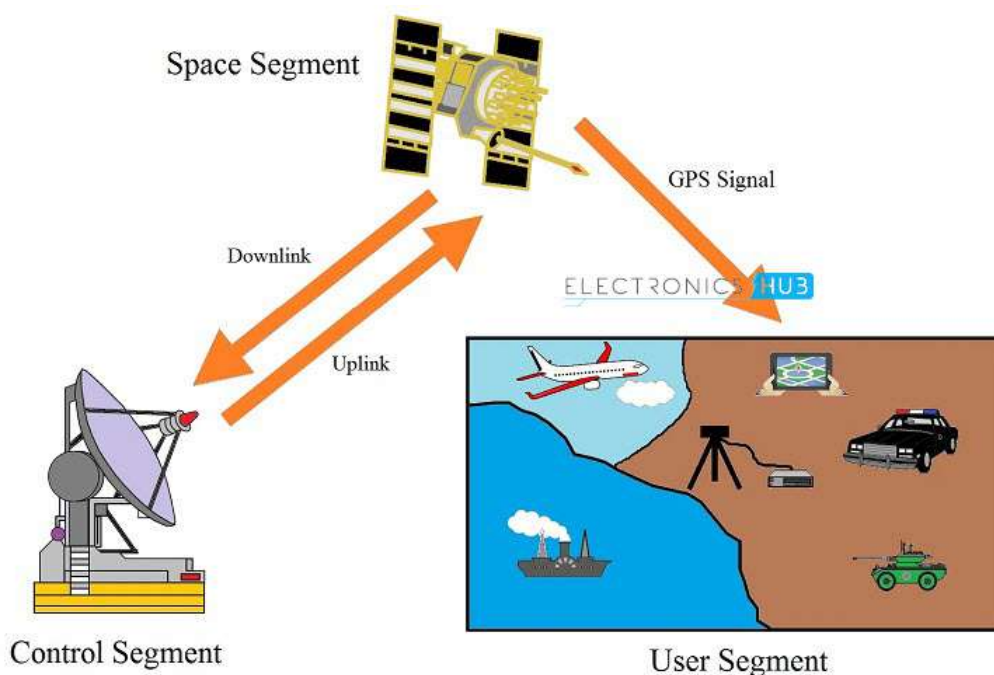 Space Segment
GPS Signal
Downlink
ELECTRONICS HUB
Uplink
Control Segment
User Segment